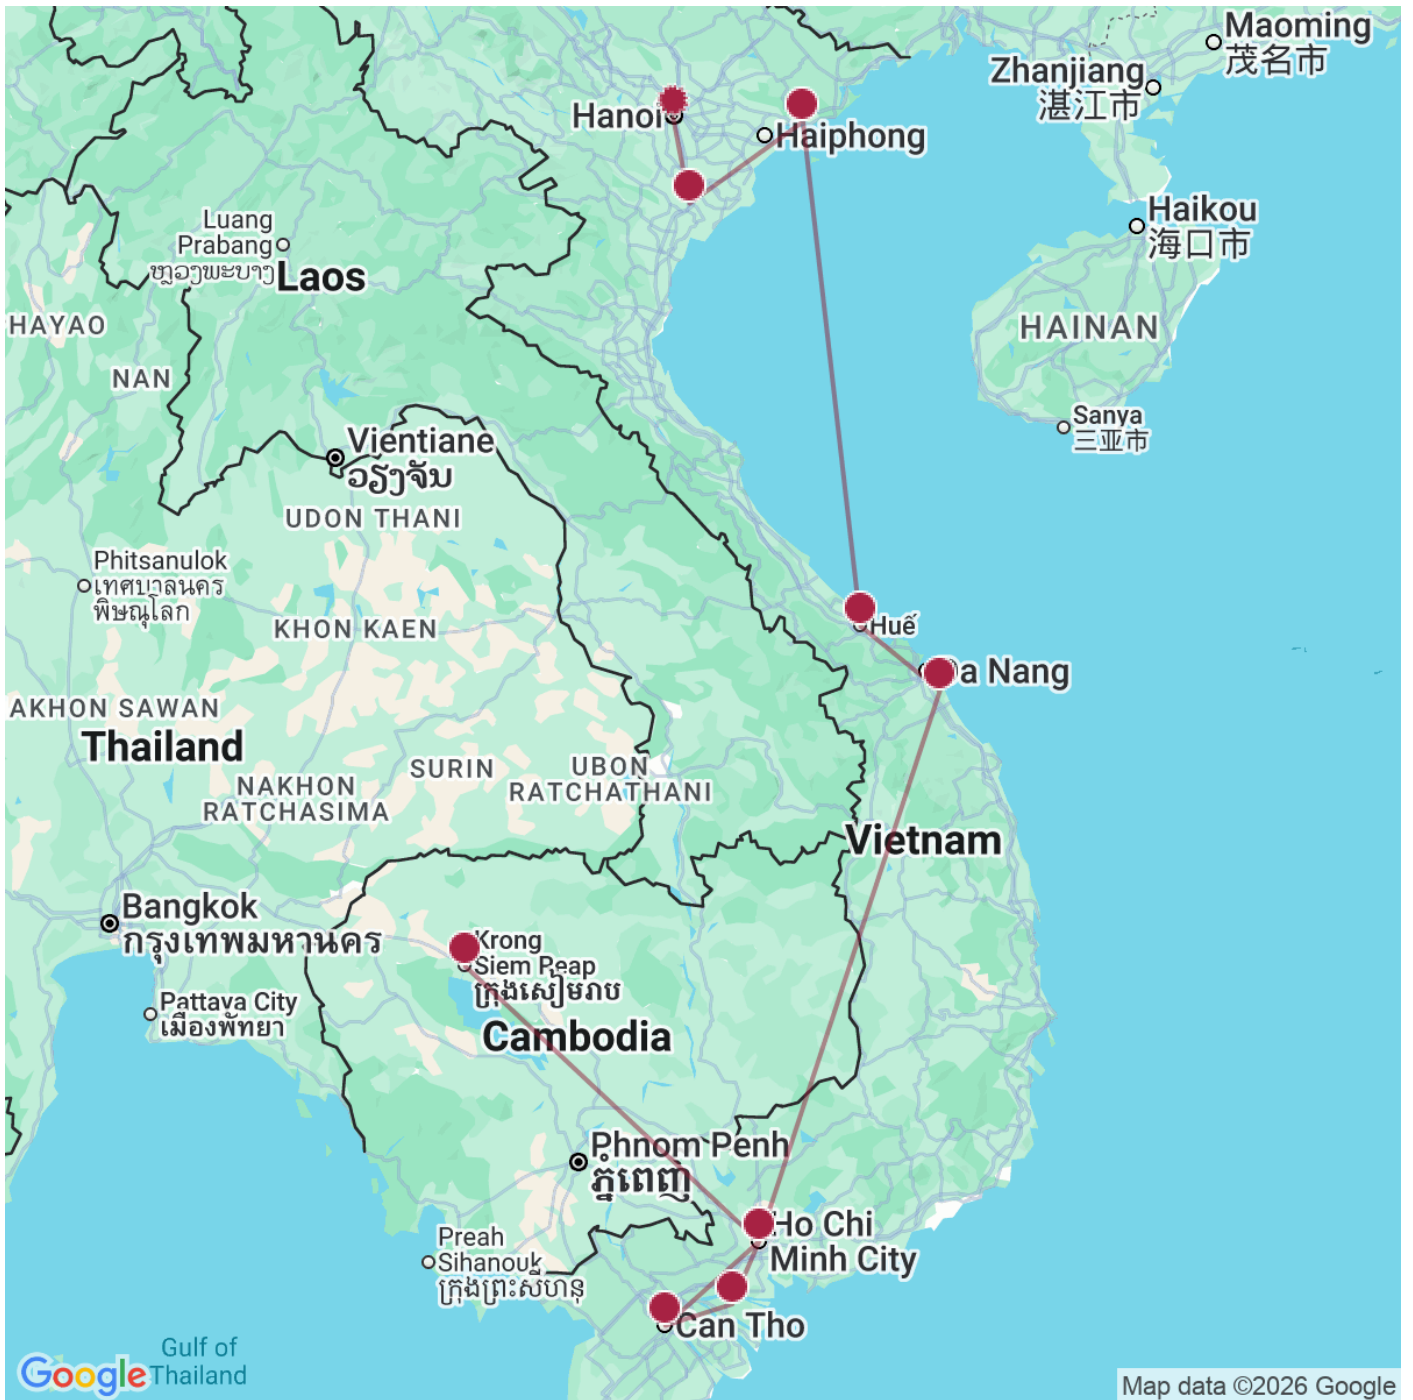 Maoming
茂名市
Zhanjiang
湛江市
Hanoi
Haiphong
Haikou
海口市
Luang
Prabang
ຫຼວງພະບາງ
Laos
HAYAO
HAINAN
NAN
Sanya
三亚市
Vientiane
ວຽງຈັນ
UDON THANI
Phitsanulok
เทศบาลนคร
พิษณุโลก
KHON KAEN
Huế
a Nang
AKHON SAWAN
Thailand
SURIN
UBON
RATCHATHANI
NAKHON
RATCHASIMA
Vietnam
Bangkok
กรุงเทพมหานคร
Krong
Siem Reap
ក្រុងសៀមរាប
Pattaya City
เมืองพัทยา
Cambodia
Phnom Penh
ភ្នំពេញ
Ho Chi
Minh City
Preah
Sihanouk
ក្រុងព្រះសីហនុ
Can Tho
Gulf of
Thailand
Google
Map data ©2026 Google